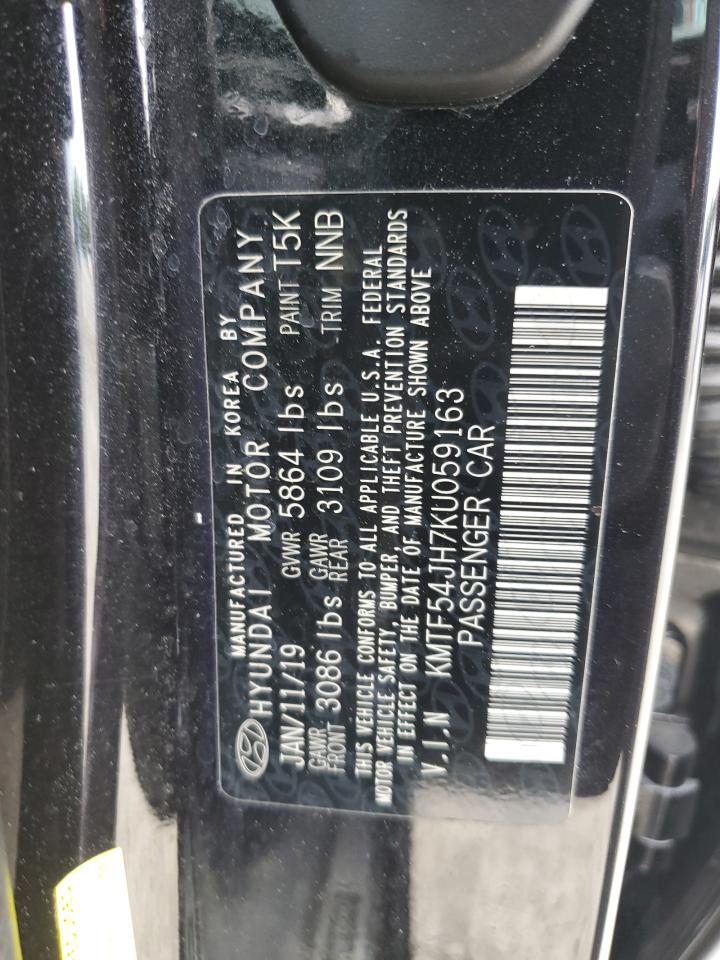 MANUFACTURED IN KOREA BY
HYUNDAI MOTOR COMPANY
JAN/11/19 GVWR 5864 lbs PAINT T5K
GAWR FRONT 3086 lbs GAWR REAR 3109 lbs TRIM NNB
THIS VEHICLE CONFORMS TO ALL APPLICABLE U.S.A. FEDERAL
MOTOR VEHICLE SAFETY, BUMPER, AND THEFT PREVENTION STANDARDS
IN EFFECT ON THE DATE OF MANUFACTURE SHOWN ABOVE
V.I.N KMTF54JH7KU059163
PASSENGER CAR